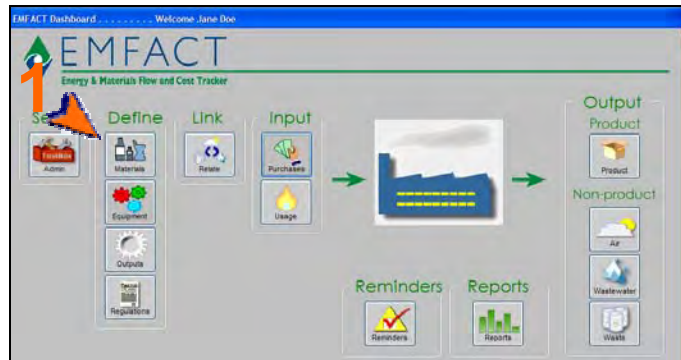 EMFACT Dashboard . . . . . . . . . Welcome Jane Doe
EMFACT
Energy & Materials Flow and Cost Tracker
1
Define
Link
Input
Output
Product
Admin
Materials
Relate
Purchases
Product
Equipment
Usage
Non-product
Air
Outputs
Regulations
Wastewater
Reminders
Reports
Reminders
Reports
Waste